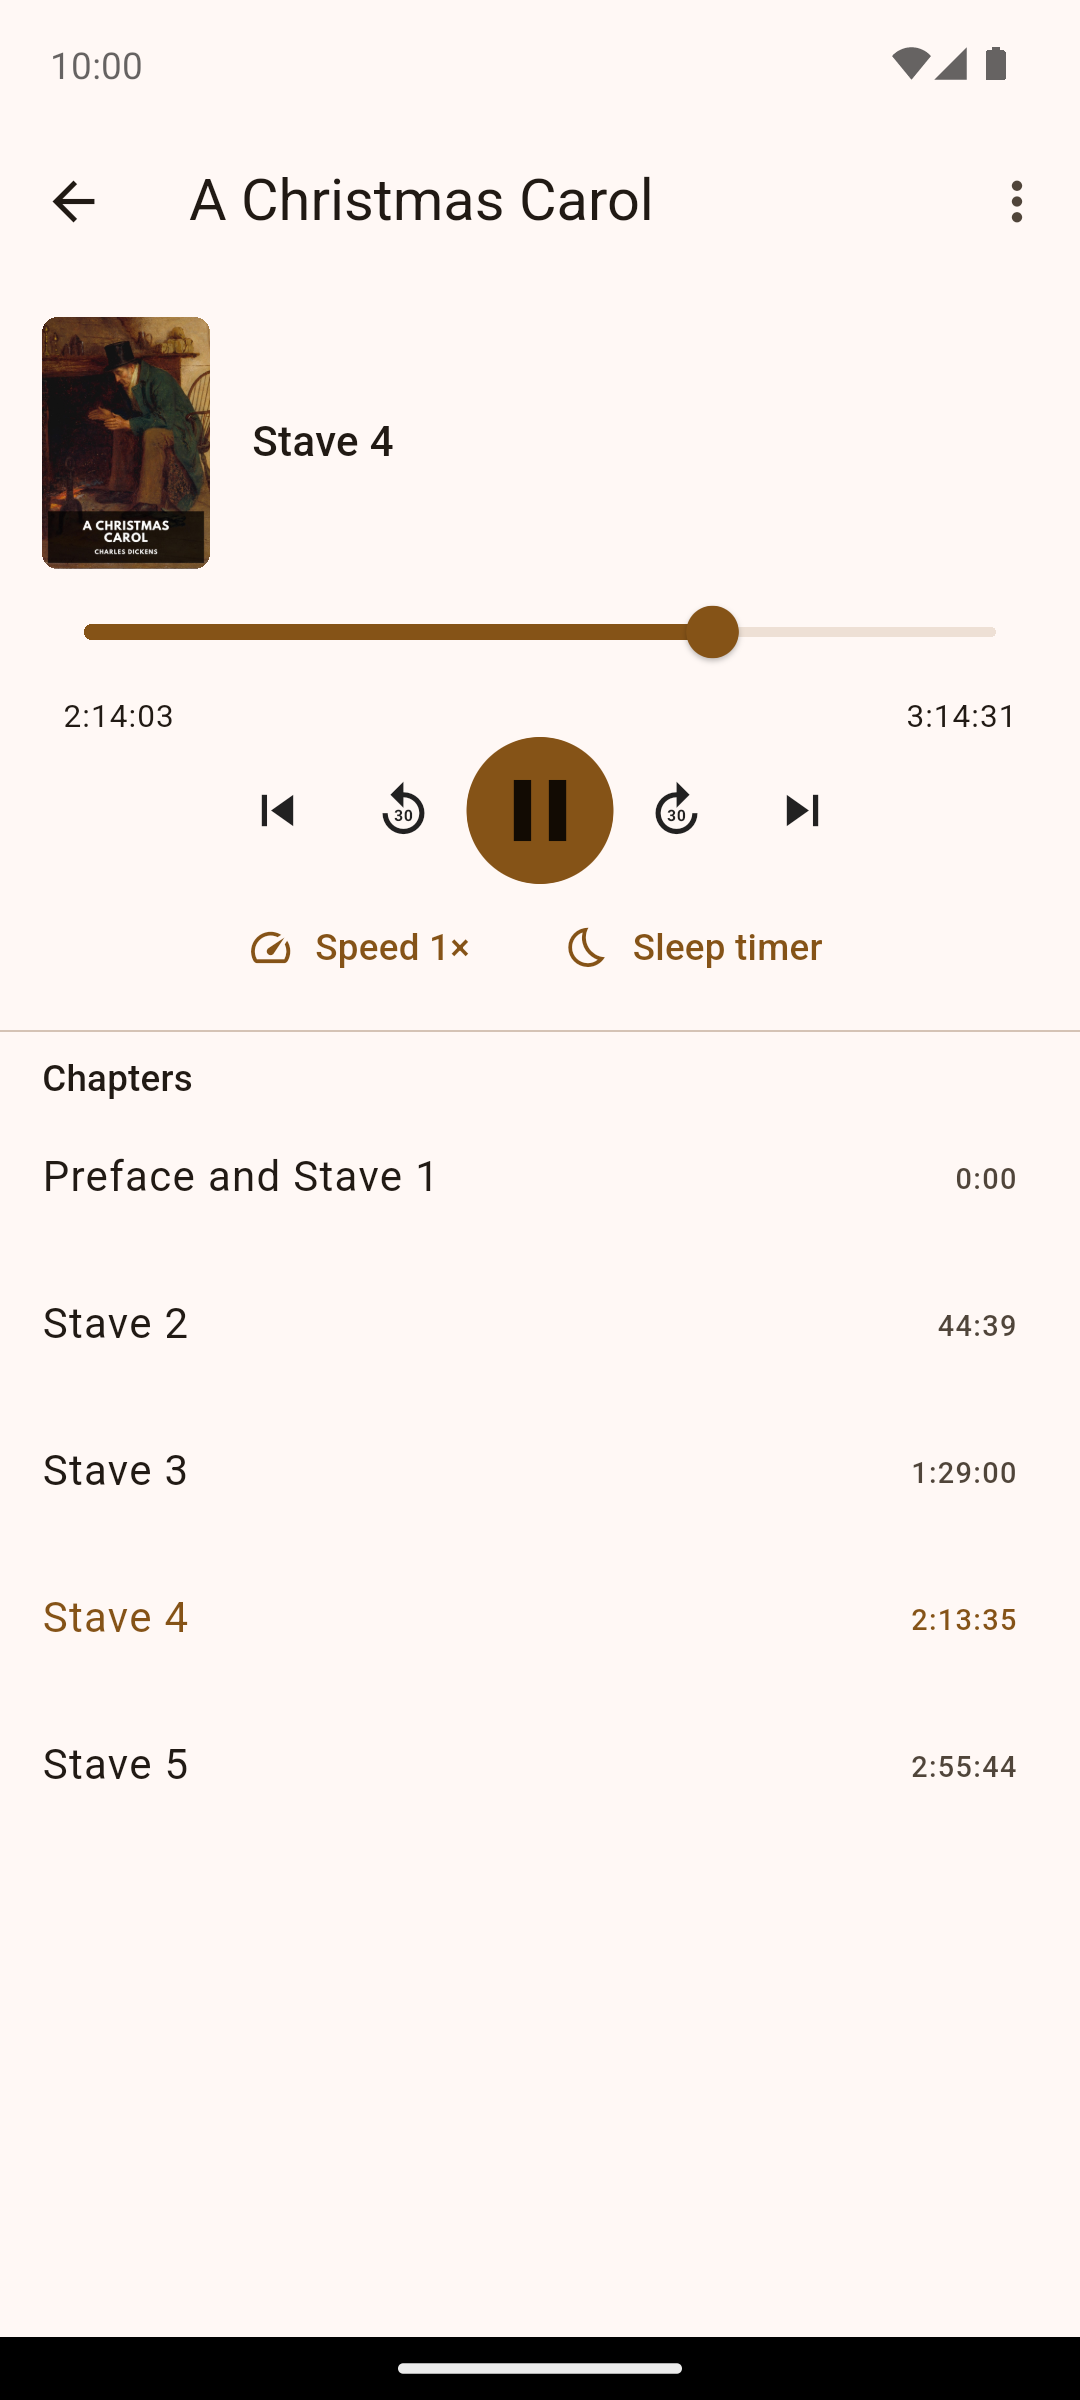 10:00
A Christmas Carol
A CHRISTMAS
CAROL
CHARLES DICKENS
Stave 4
2:14:03
3:14:31
30
30
Speed 1×
Sleep timer
Chapters
Preface and Stave 1
0:00
Stave 2
44:39
Stave 3
1:29:00
Stave 4
2:13:35
Stave 5
2:55:44